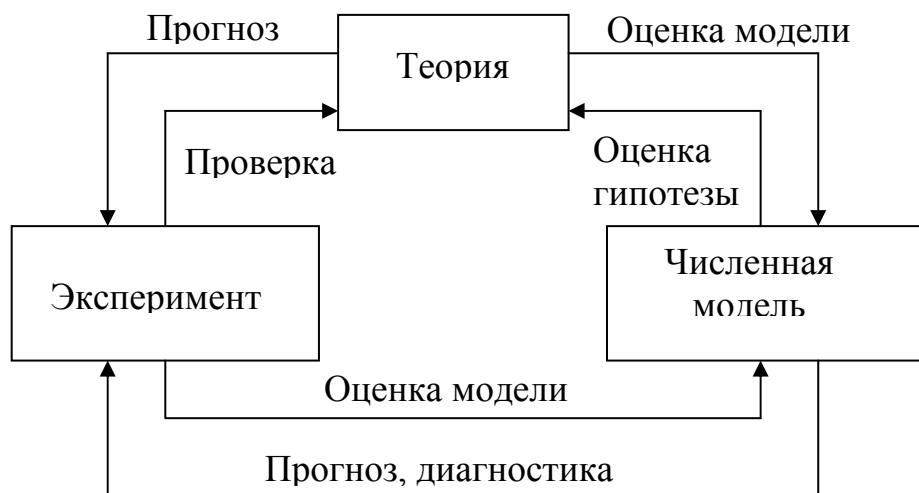 Прогноз
Оценка модели
Теория
Проверка
Оценка
гипотезы
Эксперимент
Численная
модель
Оценка модели
Прогноз, диагностика